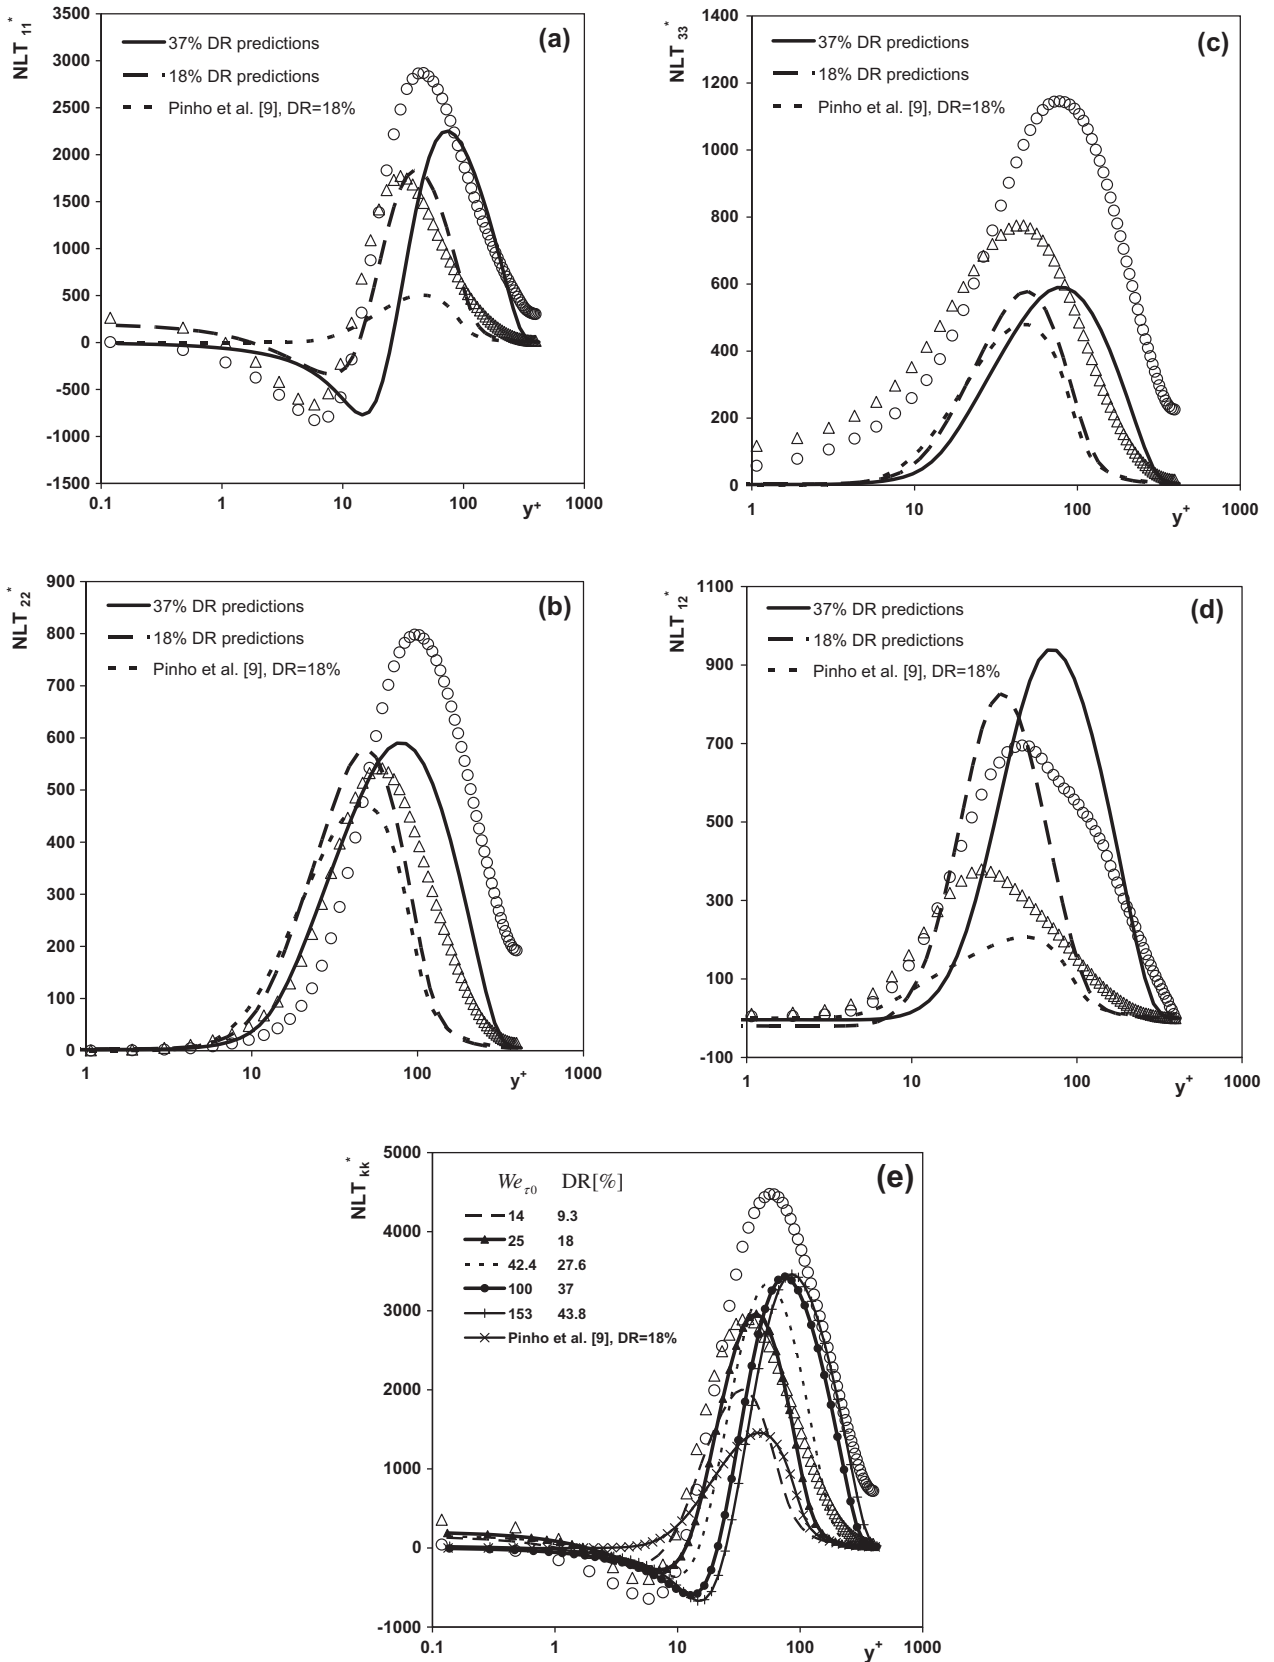 NLT 11 *
3500
3000
2500
2000
1500
1000
500
0
-500
-1000
-1500
0.1 1 10 100 1000
y+
37% DR predictions
18% DR predictions
Pinho et al. [9], DR=18%
(a)
NLT 33 *
1400
1200
1000
800
600
400
200
0
1 10 100 1000
y+
37% DR predictions
18% DR predictions
Pinho et al. [9], DR=18%
(c)
NLT 22 *
900
800
700
600
500
400
300
200
100
0
1 10 100 1000
y+
37% DR predictions
18% DR predictions
Pinho et al. [9], DR=18%
(b)
NLT 12 *
1100
900
700
500
300
100
-100
1 10 100 1000
y+
37% DR predictions
18% DR predictions
Pinho et al. [9], DR=18%
(d)
NLT kk *
5000
4000
3000
2000
1000
0
-1000
0.1 1 10 100 1000
y+
We τ0 DR[%]
14 9.3
25 18
42.4 27.6
100 37
153 43.8
Pinho et al. [9], DR=18%
(e)